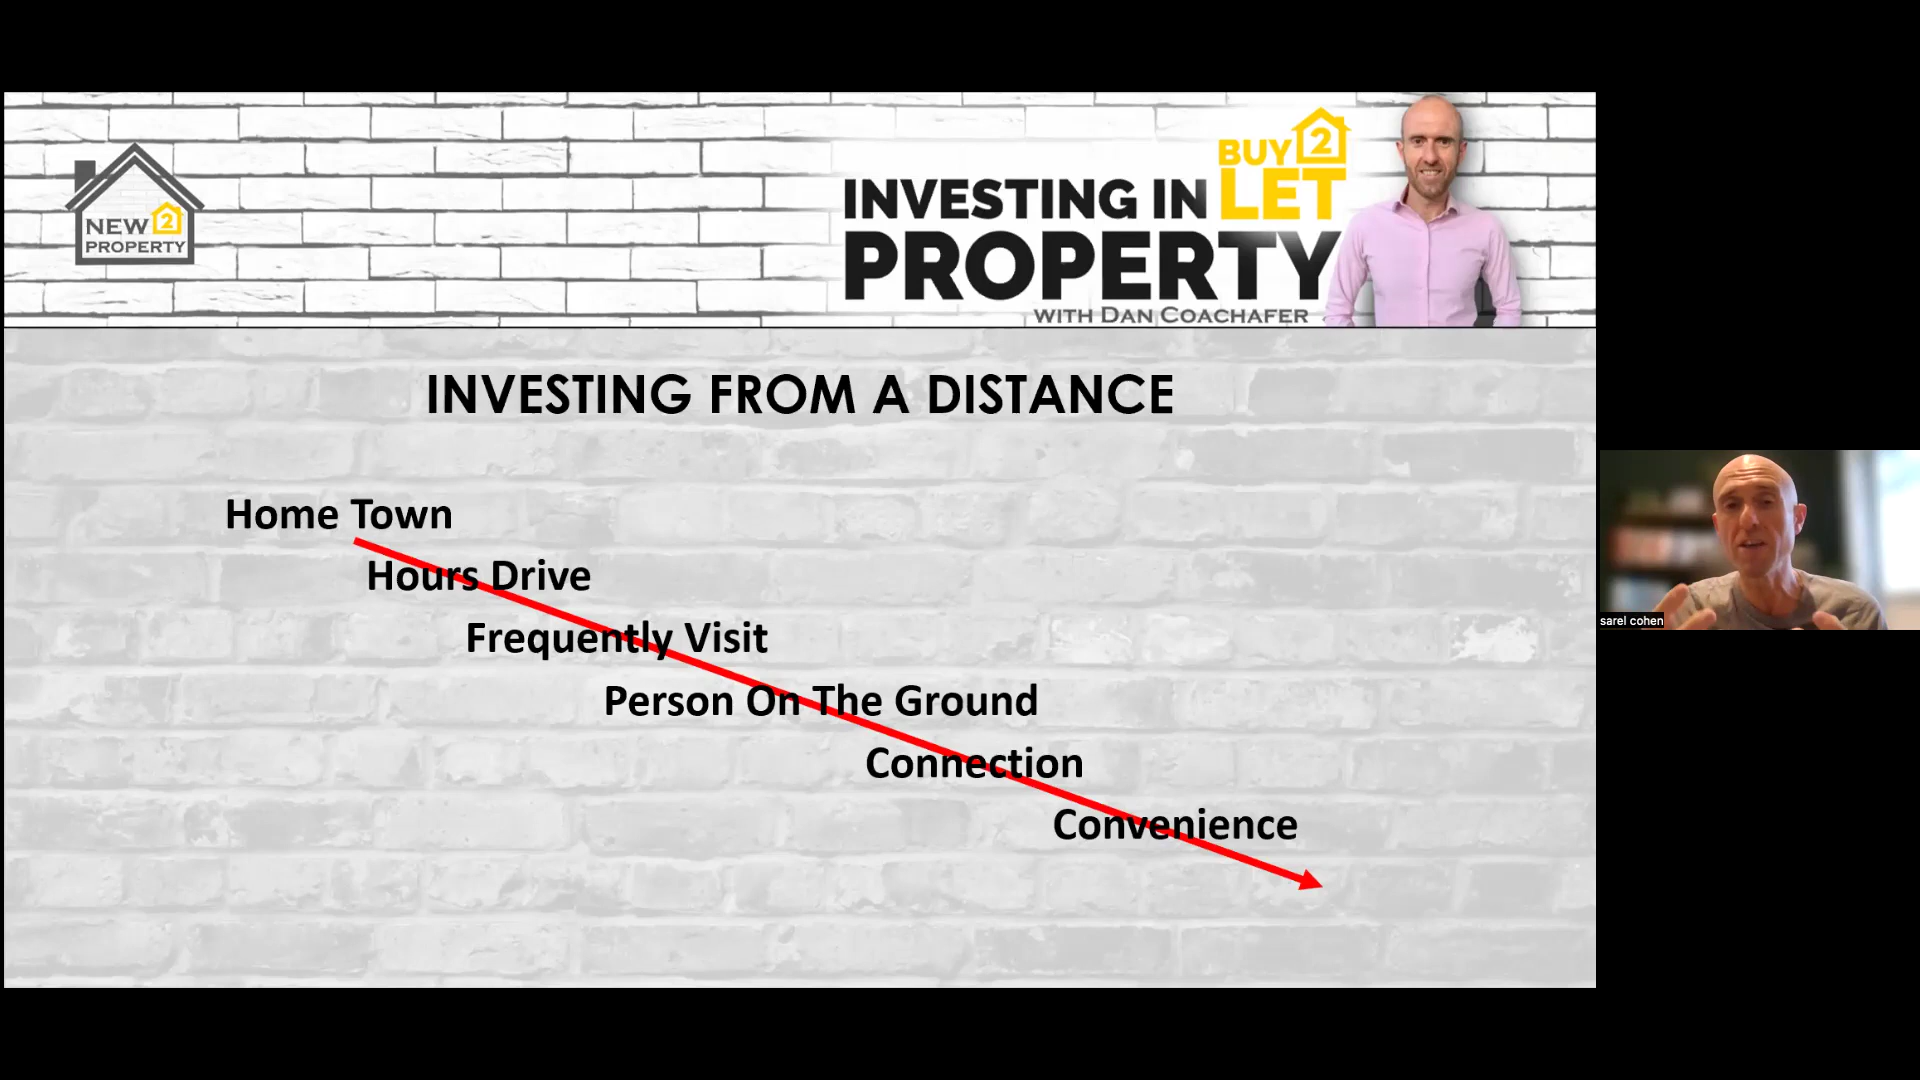 NEW 2
PROPERTY
BUY 2
INVESTING IN LET
PROPERTY
WITH DAN COACHAFER
INVESTING FROM A DISTANCE
Home Town
Hours Drive
Frequently Visit
Person On The Ground
Connection
Convenience
sarel cohen